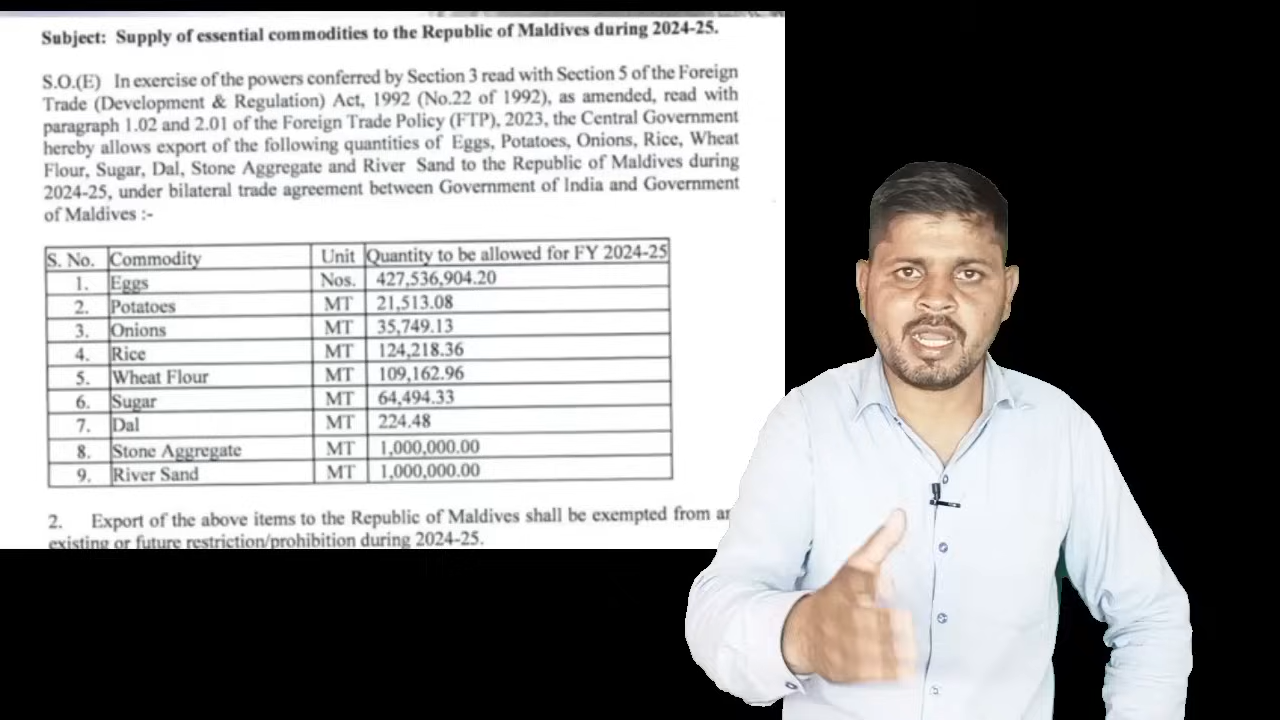 Subject: Supply of essential commodities to the Republic of Maldives during 2024-25.
S.O.(E) In exercise of the powers conferred by Section 3 read with Section 5 of the Foreign
Trade (Development & Regulation) Act, 1992 (No.22 of 1992), as amended, read with
paragraph 1.02 and 2.01 of the Foreign Trade Policy (FTP), 2023, the Central Government
hereby allows export of the following quantities of Eggs, Potatoes, Onions, Rice, Wheat
Flour, Sugar, Dal, Stone Aggregate and River Sand to the Republic of Maldives during
2024-25, under bilateral trade agreement between Government of India and Government
of Maldives :-
S. No. Commodity Unit Quantity to be allowed for FY 2024-25
1. Eggs Nos. 427,536,904.20
2. Potatoes MT 21,513.08
3. Onions MT 35,749.13
4. Rice MT 124,218.36
5. Wheat Flour MT 109,162.96
6. Sugar MT 64,494.33
7. Dal MT 224.48
8. Stone Aggregate MT 1,000,000.00
9. River Sand MT 1,000,000.00
2. Export of the above items to the Republic of Maldives shall be exempted from
existing or future restriction/prohibition during 2024-25.